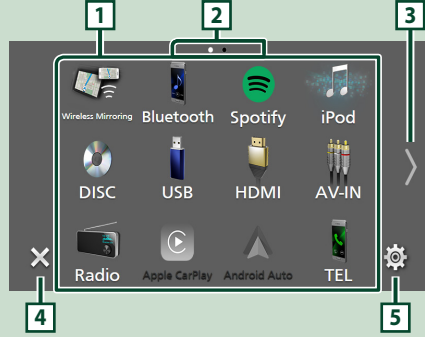 1 2 3
Wireless Mirroring Bluetooth Spotify iPod
DISC USB HDMI AV-IN
Radio Apple CarPlay Android Auto TEL
4 5